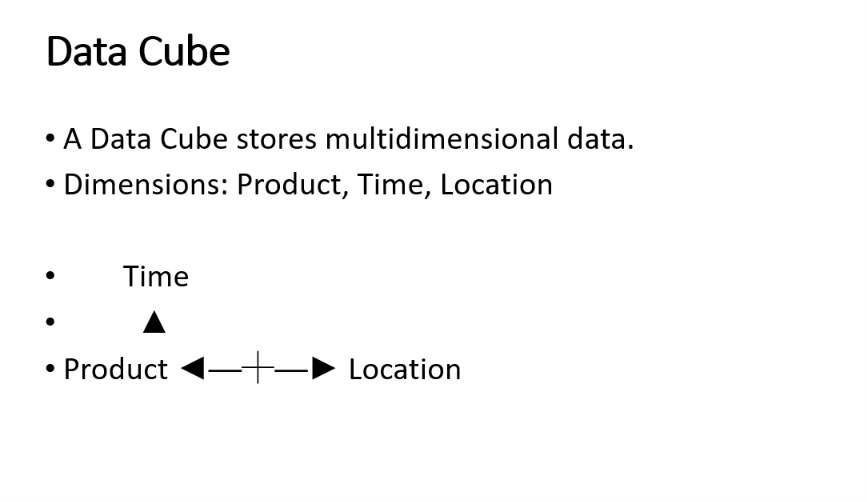 Data Cube
• A Data Cube stores multidimensional data.
• Dimensions: Product, Time, Location
• Time
• ▲
• Product ◄—┼—► Location